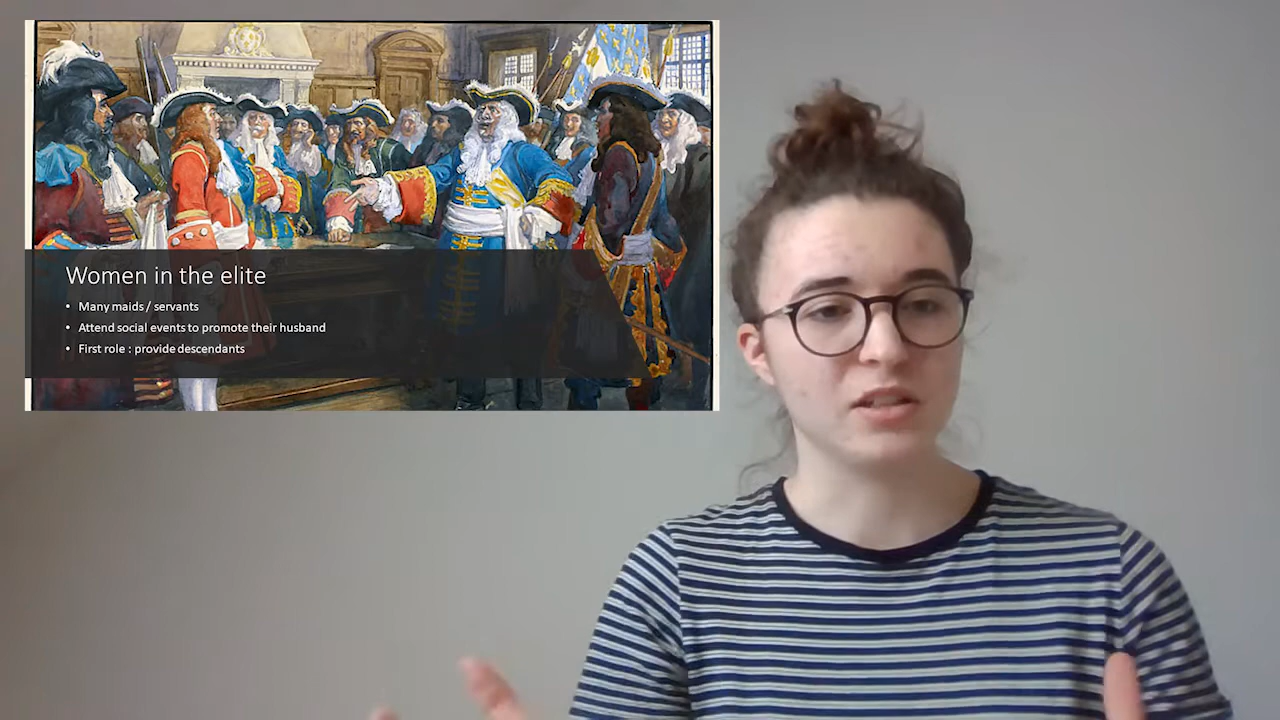 Women in the elite
• Many maids / servants
• Attend social events to promote their husband
• First role : provide descendants